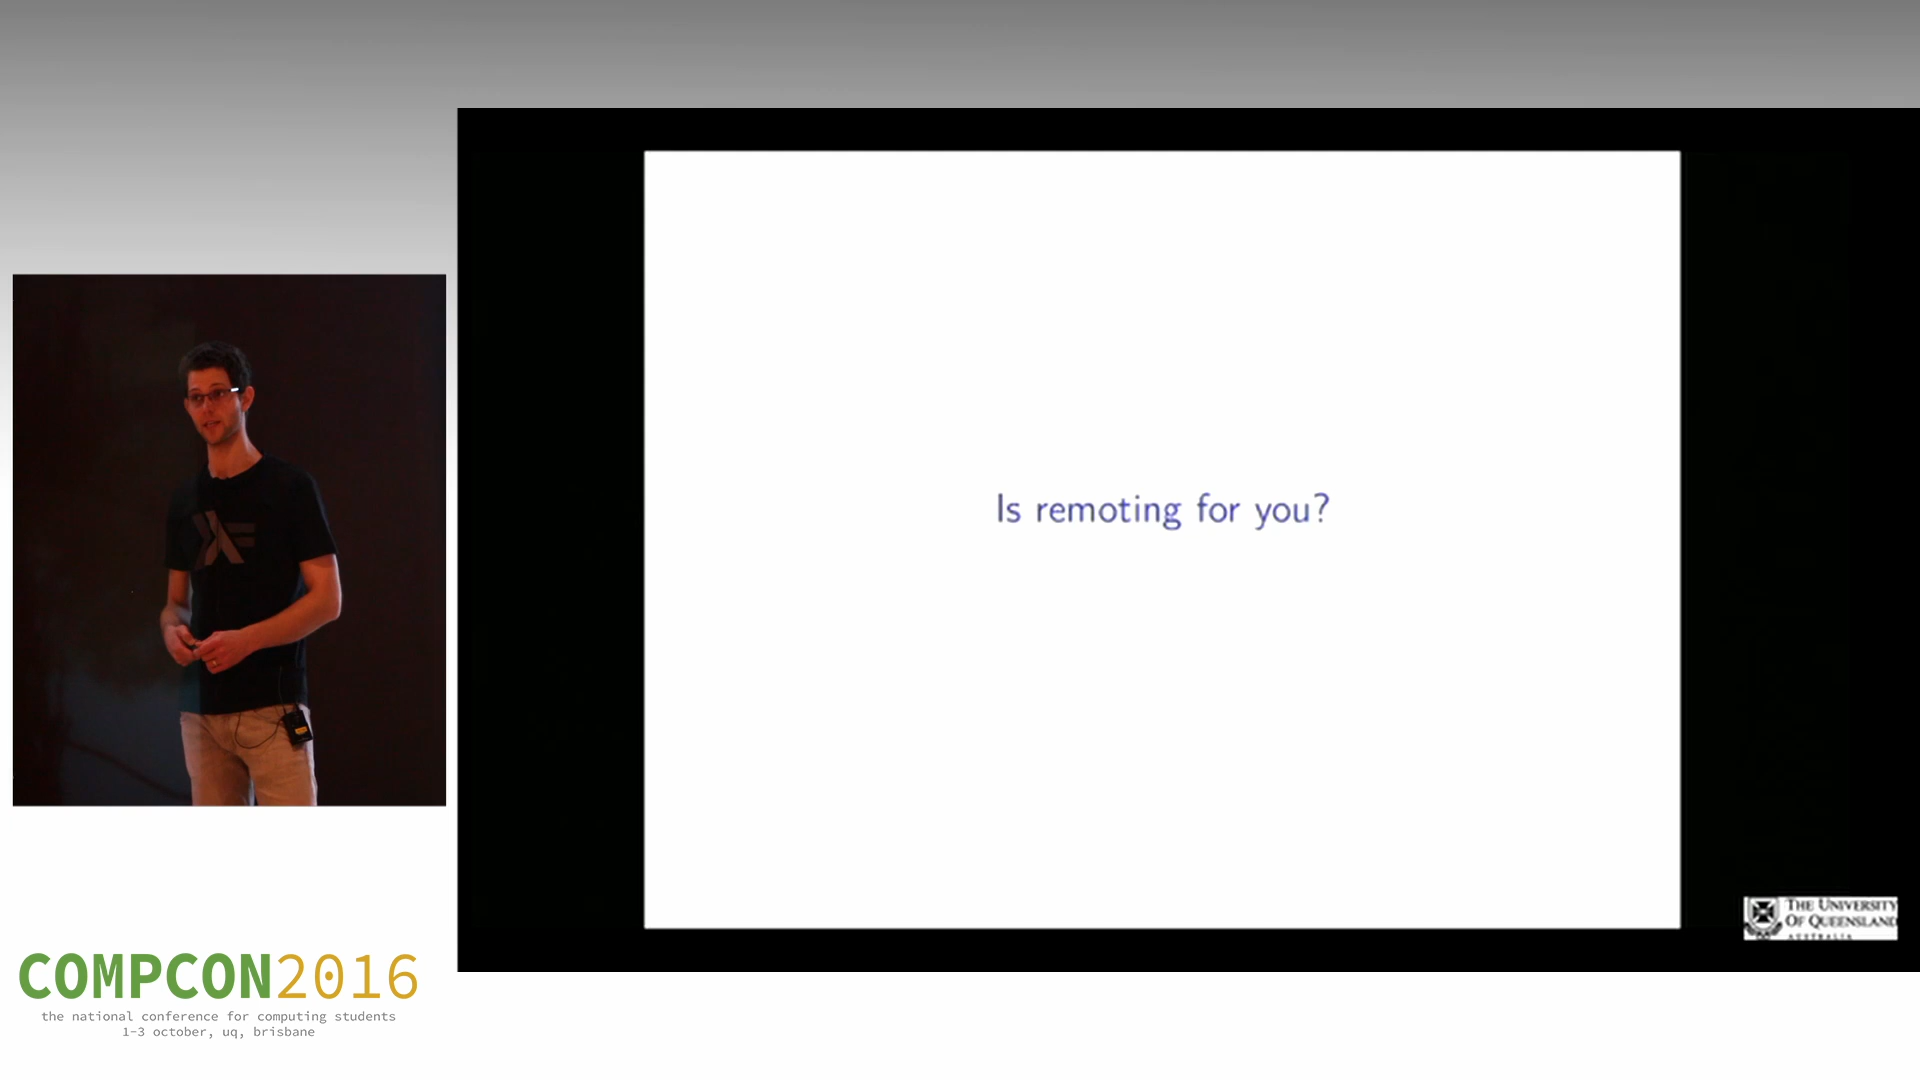 Is remoting for you?
THE UNIVERSITY
OF QUEENSLAND
AUSTRALIA
COMPCON2016
the national conference for computing students
1-3 october, uq, brisbane